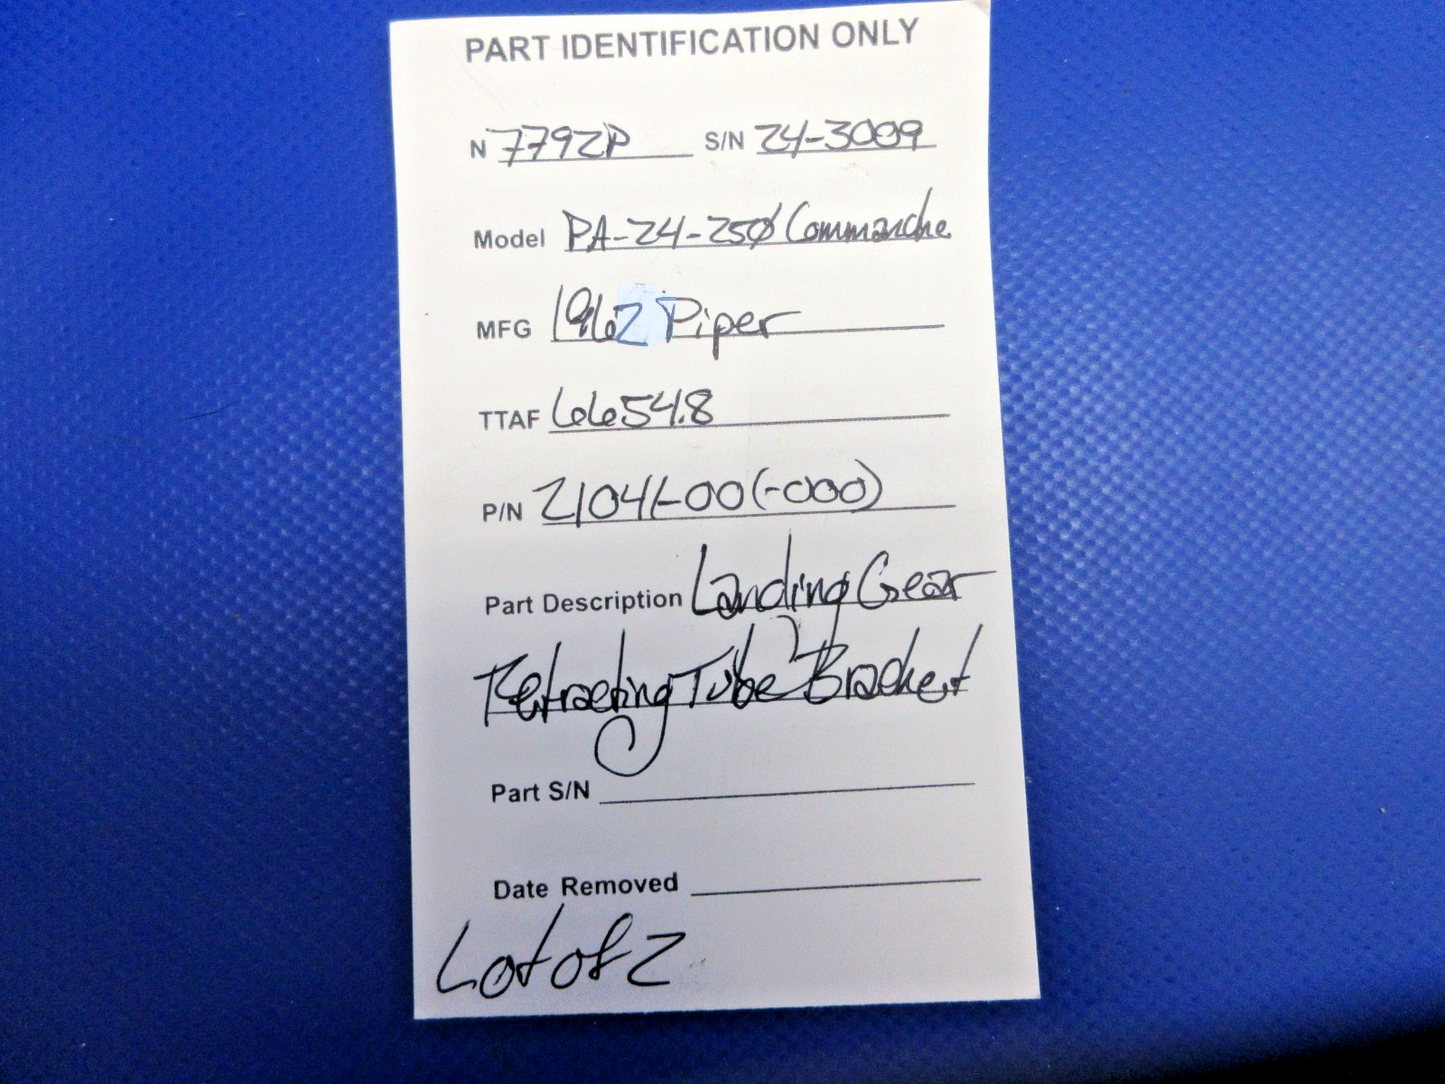 PART IDENTIFICATION ONLY
N 7792P S/N 24-3009
Model PA-24-250 Commanche
MFG 1962 Piper
TTAF 6654.8
P/N 21041-00(-000)
Part Description Landing Gear
Retracting Tube Bracket
Part S/N
Date Removed
Lot of 2